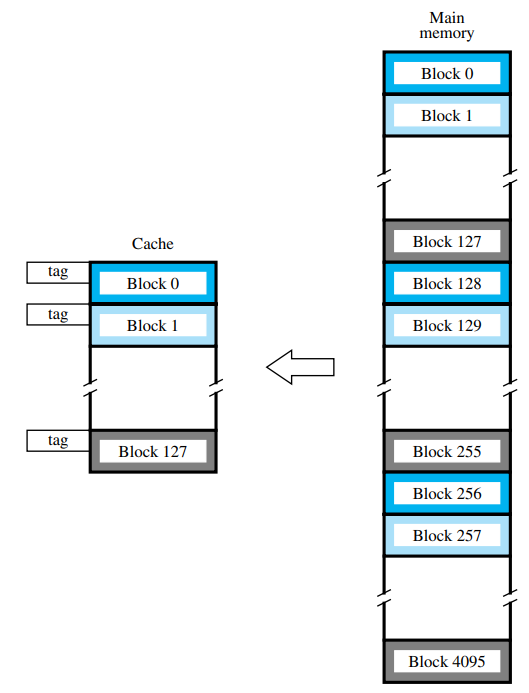 Main
memory
Block 0
Block 1
Block 127
Block 128
Block 129
Block 255
Block 256
Block 257
Block 4095
Cache
tag
Block 0
tag
Block 1
tag
Block 127